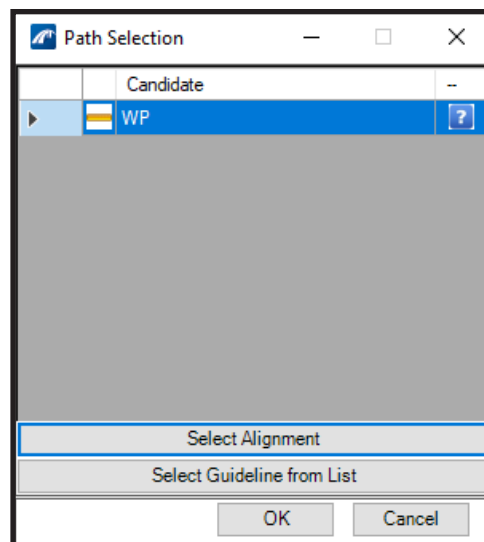 Path Selection
Candidate --
WP ?
Select Alignment
Select Guideline from List
OK Cancel